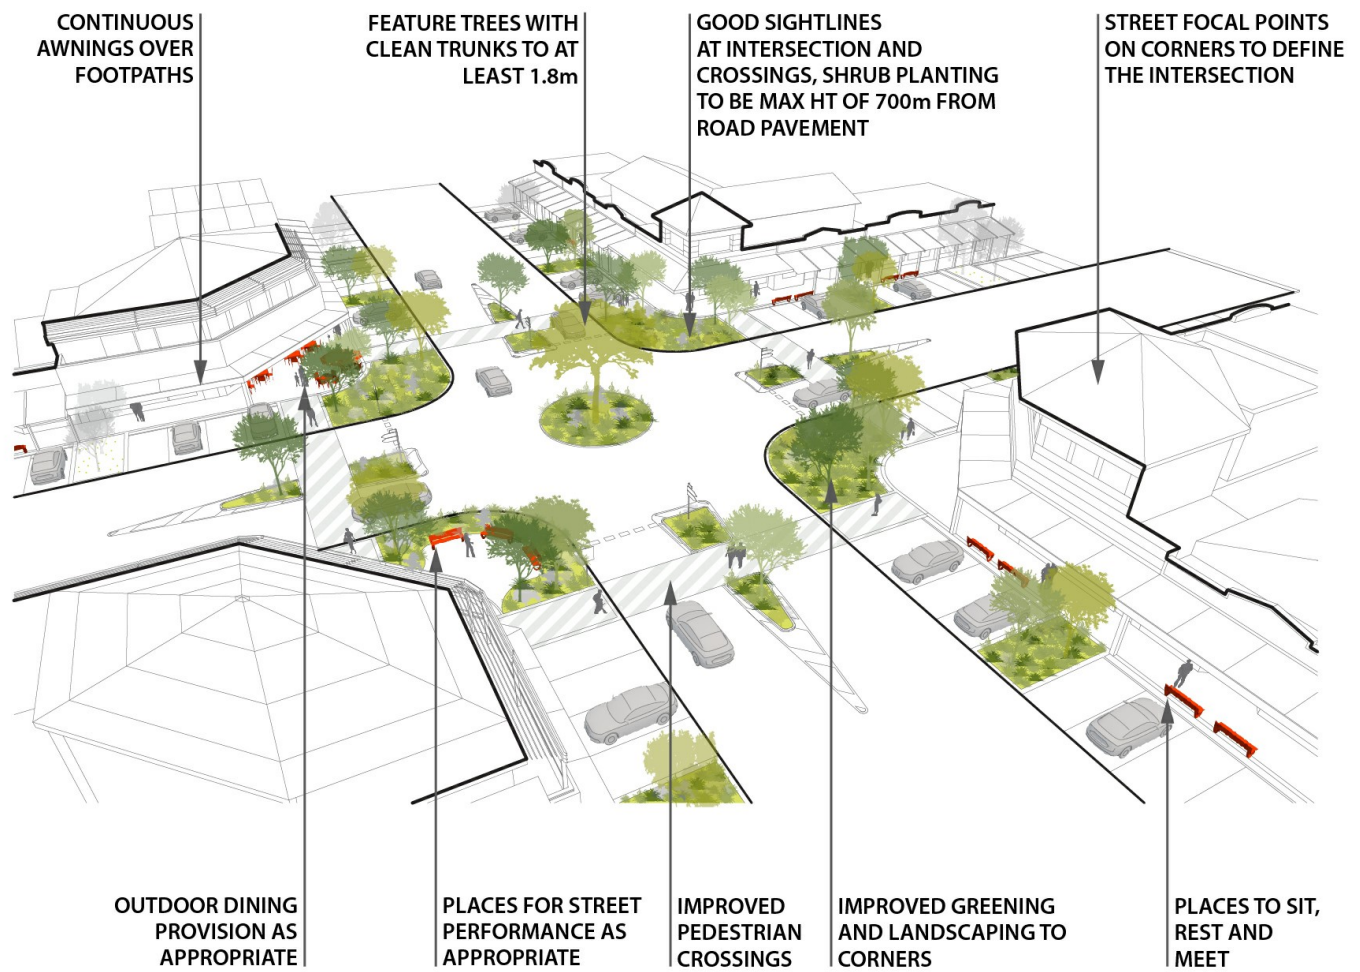 CONTINUOUS
AWNINGS OVER
FOOTPATHS
FEATURE TREES WITH
CLEAN TRUNKS TO AT
LEAST 1.8m
GOOD SIGHTLINES
AT INTERSECTION AND
CROSSINGS, SHRUB PLANTING
TO BE MAX HT OF 700m FROM
ROAD PAVEMENT
STREET FOCAL POINTS
ON CORNERS TO DEFINE
THE INTERSECTION
OUTDOOR DINING
PROVISION AS
APPROPRIATE
PLACES FOR STREET
PERFORMANCE AS
APPROPRIATE
IMPROVED
PEDESTRIAN
CROSSINGS
IMPROVED GREENING
AND LANDSCAPING TO
CORNERS
PLACES TO SIT,
REST AND
MEET